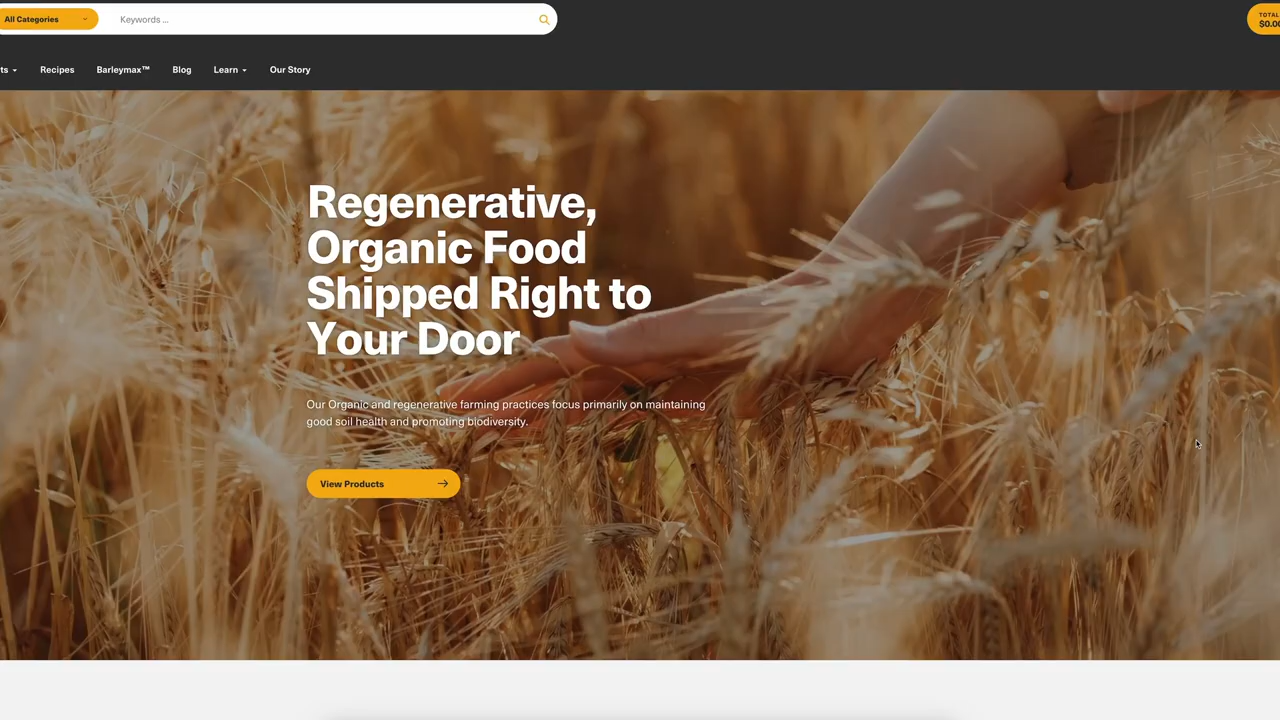 All Categories
Keywords ...
TOTAL
$0.00
ts
Recipes
Barleymax™
Blog
Learn
Our Story
Regenerative,
Organic Food
Shipped Right to
Your Door
Our Organic and regenerative farming practices focus primarily on maintaining
good soil health and promoting biodiversity.
View Products